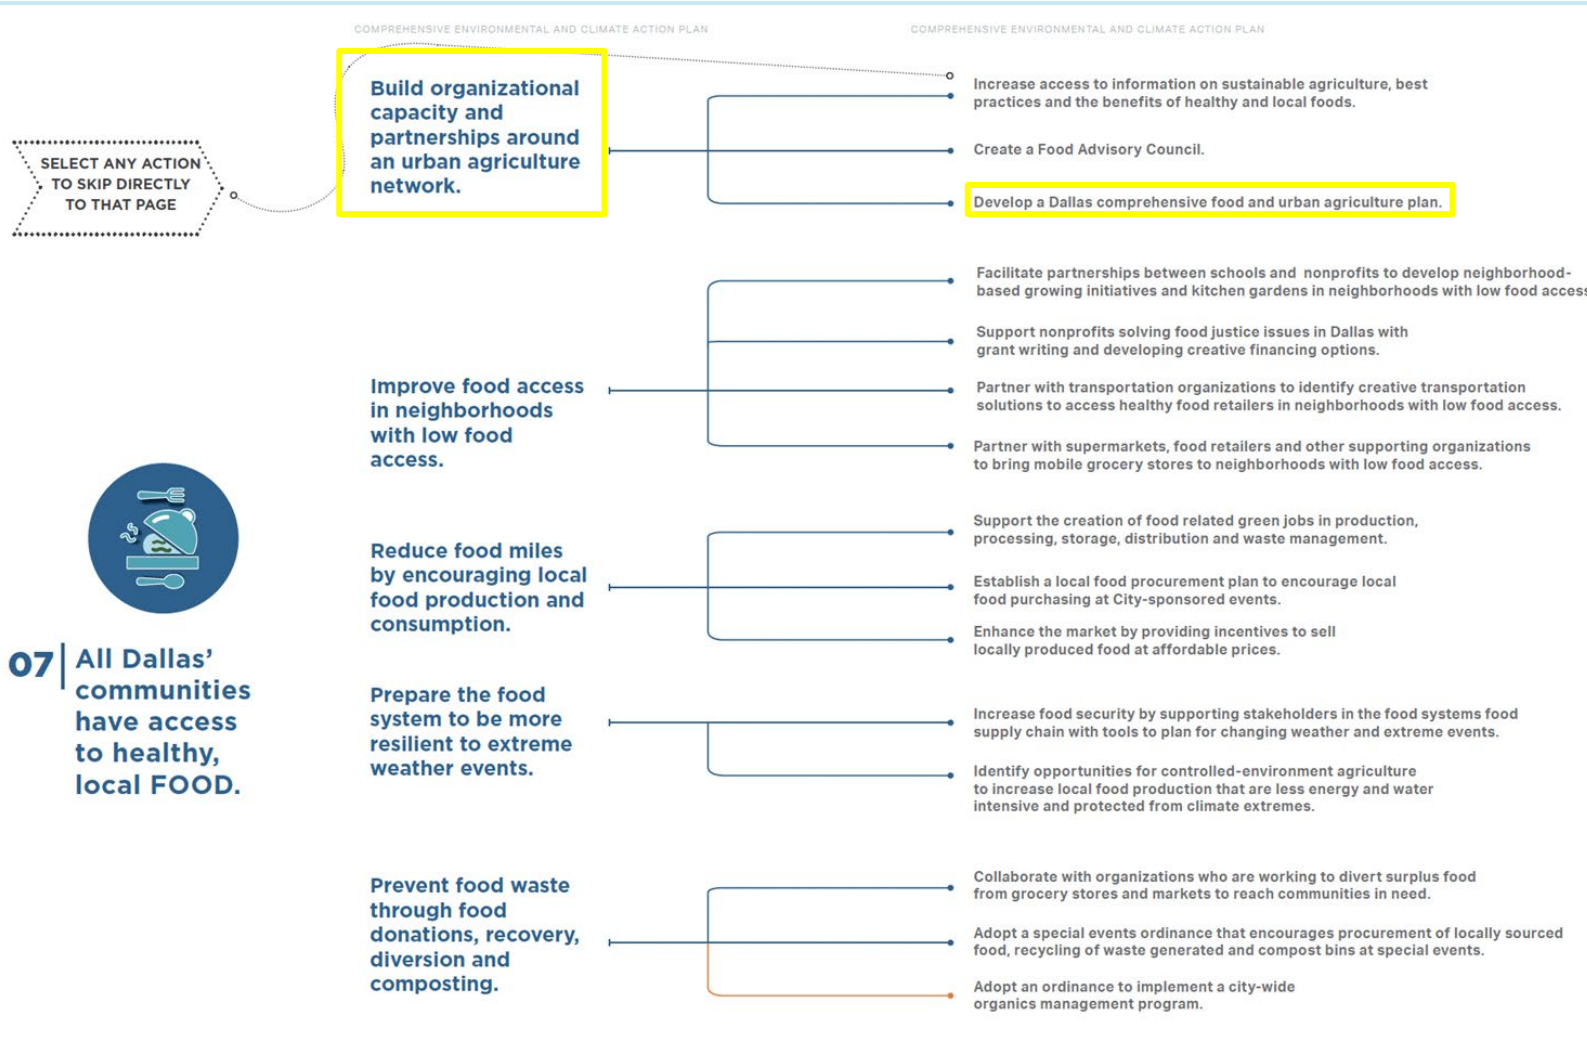 COMPREHENSIVE ENVIRONMENTAL AND CLIMATE ACTION PLAN
COMPREHENSIVE ENVIRONMENTAL AND CLIMATE ACTION PLAN
SELECT ANY ACTION
TO SKIP DIRECTLY
TO THAT PAGE
07
All Dallas’
communities
have access
to healthy,
local FOOD.
Build organizational
capacity and
partnerships around
an urban agriculture
network.
Increase access to information on sustainable agriculture, best
practices and the benefits of healthy and local foods.
Create a Food Advisory Council.
Develop a Dallas comprehensive food and urban agriculture plan.
Improve food access
in neighborhoods
with low food
access.
Facilitate partnerships between schools and nonprofits to develop neighborhood-
based growing initiatives and kitchen gardens in neighborhoods with low food access
Support nonprofits solving food justice issues in Dallas with
grant writing and developing creative financing options.
Partner with transportation organizations to identify creative transportation
solutions to access healthy food retailers in neighborhoods with low food access.
Partner with supermarkets, food retailers and other supporting organizations
to bring mobile grocery stores to neighborhoods with low food access.
Reduce food miles
by encouraging local
food production and
consumption.
Support the creation of food related green jobs in production,
processing, storage, distribution and waste management.
Establish a local food procurement plan to encourage local
food purchasing at City-sponsored events.
Enhance the market by providing incentives to sell
locally produced food at affordable prices.
Prepare the food
system to be more
resilient to extreme
weather events.
Increase food security by supporting stakeholders in the food systems food
supply chain with tools to plan for changing weather and extreme events.
Identify opportunities for controlled-environment agriculture
to increase local food production that are less energy and water
intensive and protected from climate extremes.
Prevent food waste
through food
donations, recovery,
diversion and
composting.
Collaborate with organizations who are working to divert surplus food
from grocery stores and markets to reach communities in need.
Adopt a special events ordinance that encourages procurement of locally sourced
food, recycling of waste generated and compost bins at special events.
Adopt an ordinance to implement a city-wide
organics management program.